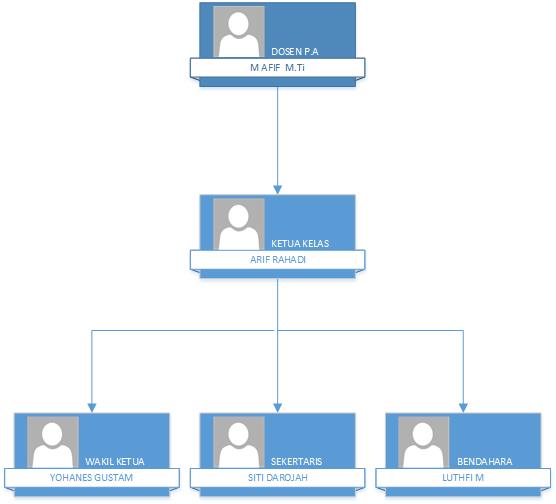 DOSEN P.A
M AFIF M.Ti
KETUA KELAS
ARIF RAHADI
WAKIL KETUA
YOHANES GUSTAM
SEKERTARIS
SITI DAROJAH
BENDAHARA
LUTHFI M